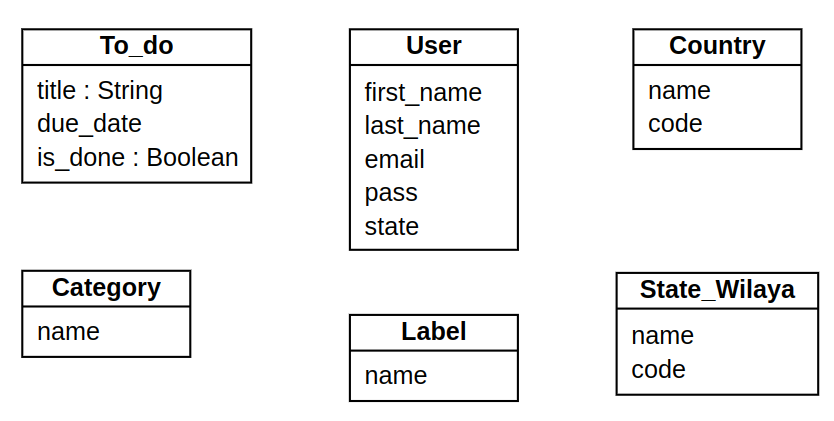 To_do
title : String
due_date
is_done : Boolean
User
first_name
last_name
email
pass
state
Country
name
code
Category
name
Label
name
State_Wilaya
name
code